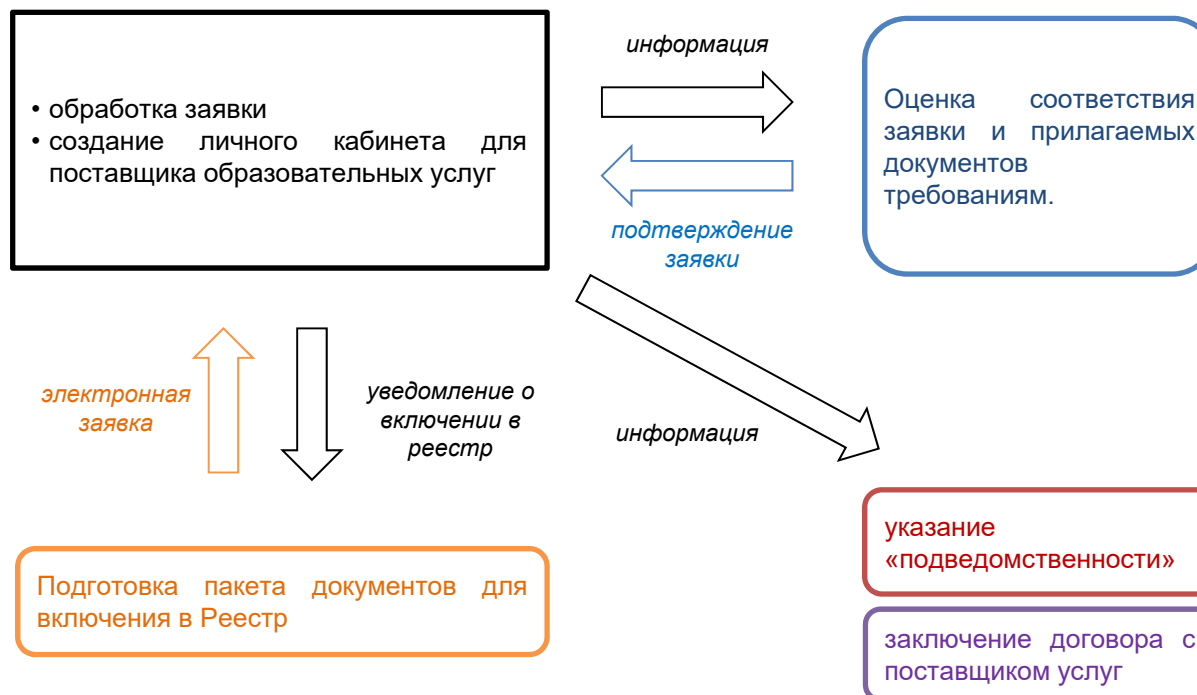 информация
• обработка заявки
• создание личного кабинета для
поставщика образовательных услуг
Оценка соответствия
заявки и прилагаемых
документов
требованиям.
подтверждение
заявки
электронная
заявка
уведомление о
включении в
реестр
информация
указание
«подведомственности»
Подготовка пакета документов для
включения в Реестр
заключение договора с
поставщиком услуг